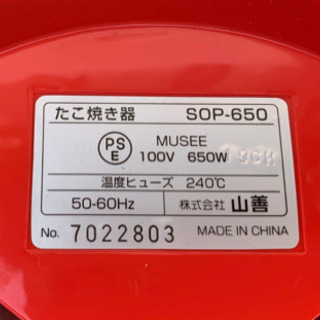 たこ焼き器 SOP-650
PS E MUSEE
100V 650W
温度ヒューズ 240℃
50-60Hz 株式会社 山善
No. 7022803 MADE IN CHINA